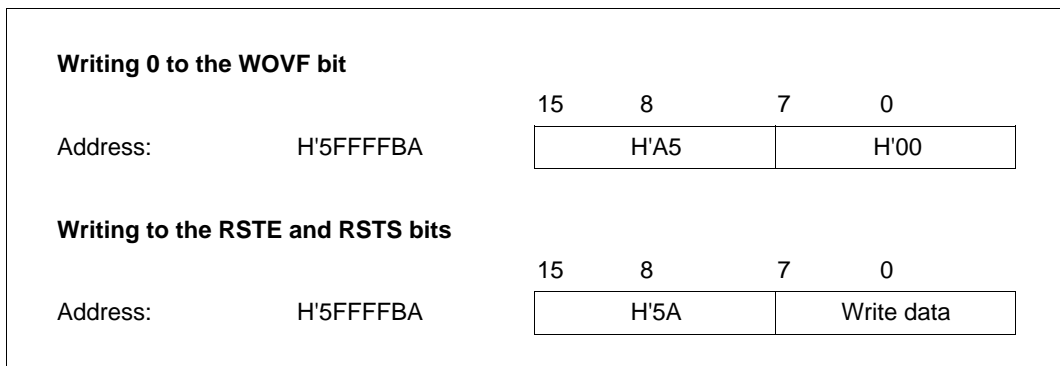 Writing 0 to the WOVF bit
15 8 7 0
Address: H'5FFFFBA H'A5 H'00
Writing to the RSTE and RSTS bits
15 8 7 0
Address: H'5FFFFBA H'5A Write data